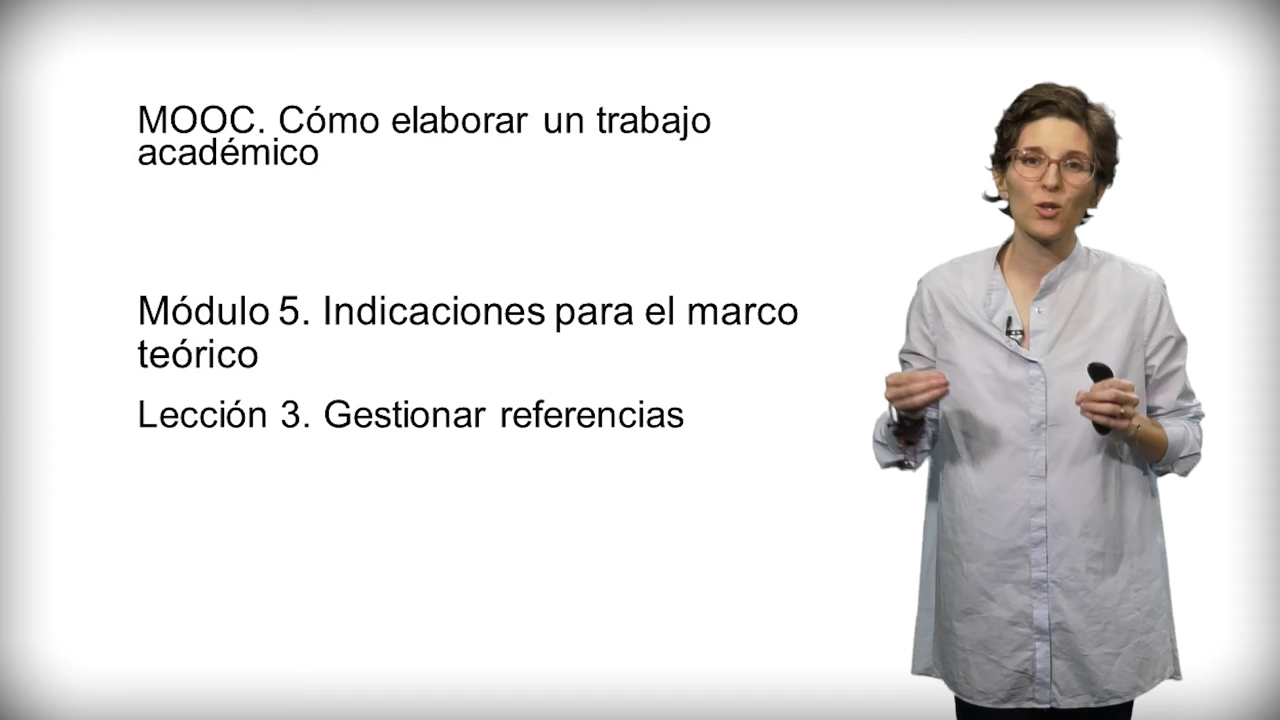 MOOC. Cómo elaborar un trabajo
académico
Módulo 5. Indicaciones para el marco
teórico
Lección 3. Gestionar referencias